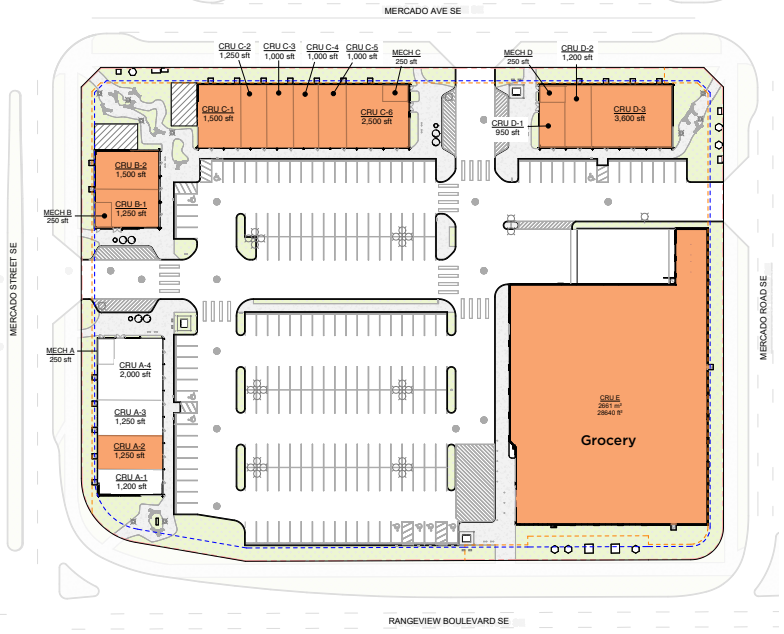 MERCADO AVE SE
CRU C-2
1,250 sft
CRU C-3
1,000 sft
CRU C-4
1,000 sft
CRU C-5
1,000 sft
MECH C
250 sft
MECH D
250 sft
CRU D-2
1,200 sft
CRU C-1
1,500 sft
CRU C-6
2,500 sft
CRU D-1
950 sft
CRU D-3
3,600 sft
CRU B-2
1,500 sft
CRU B-1
1,250 sft
MECH B
250 sft
MERCADO STREET SE
MERCADO ROAD SE
MECH A
250 sft
CRU A-4
2,000 sft
CRU A-3
1,250 sft
CRU A-2
1,250 sft
CRU A-1
1,200 sft
CRU E
2661 m²
28640 ft²
Grocery
RANGEVIEW BOULEVARD SE